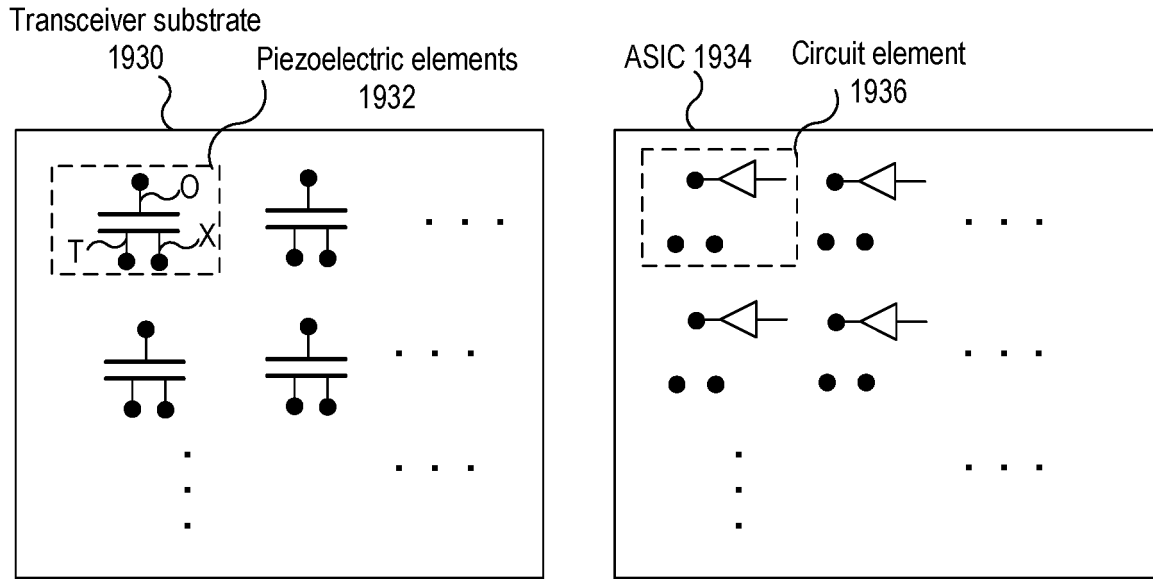 Transceiver substrate
1930
Piezoelectric elements
1932
ASIC 1934
Circuit element
1936
O
T
X